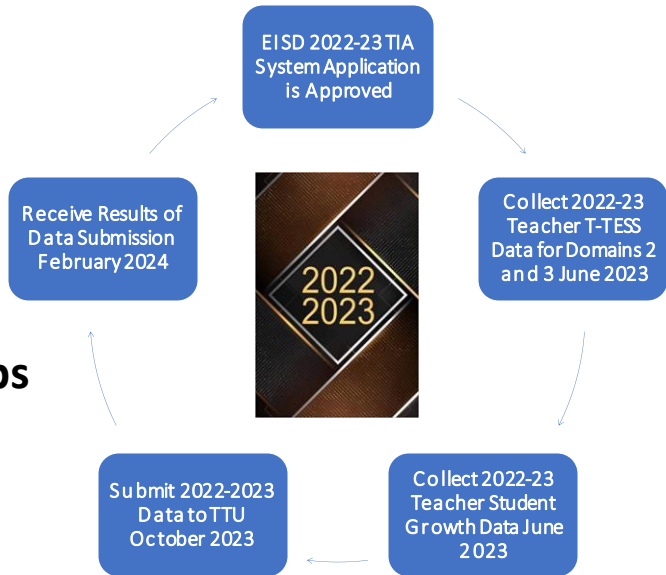 EISD 2022-23 TIA
System Application
is Approved
Collect 2022-23
Teacher T-TESS
Data for Domains 2
and 3 June 2023
Collect 2022-23
Teacher Student
Growth Data June
2023
Submit 2022-2023
Data to TTU
October 2023
Receive Results of
Data Submission
February 2024
2022
2023